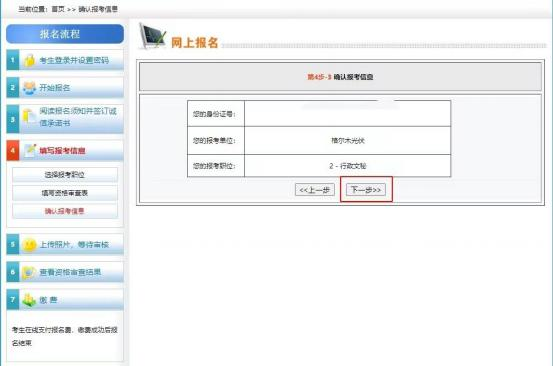 当前位置：首页 >> 确认报考信息
报名流程
1 考生登录并设置密码
2 开始报名
3 阅读报名须知并签订诚信承诺书
4 填写报考信息
选择报考职位
填写资格审查表
确认报考信息
5 上传照片，等待审核
6 查看资格审查结果
7 缴 费
考生在线支付报名费，缴费成功后报
名结束
网上报名
第4步-3 确认报考信息
您的身份证号：
您的报考单位： 格尔木光伏
您的报考职位： 2 - 行政文秘
<<上一步 下一步>>